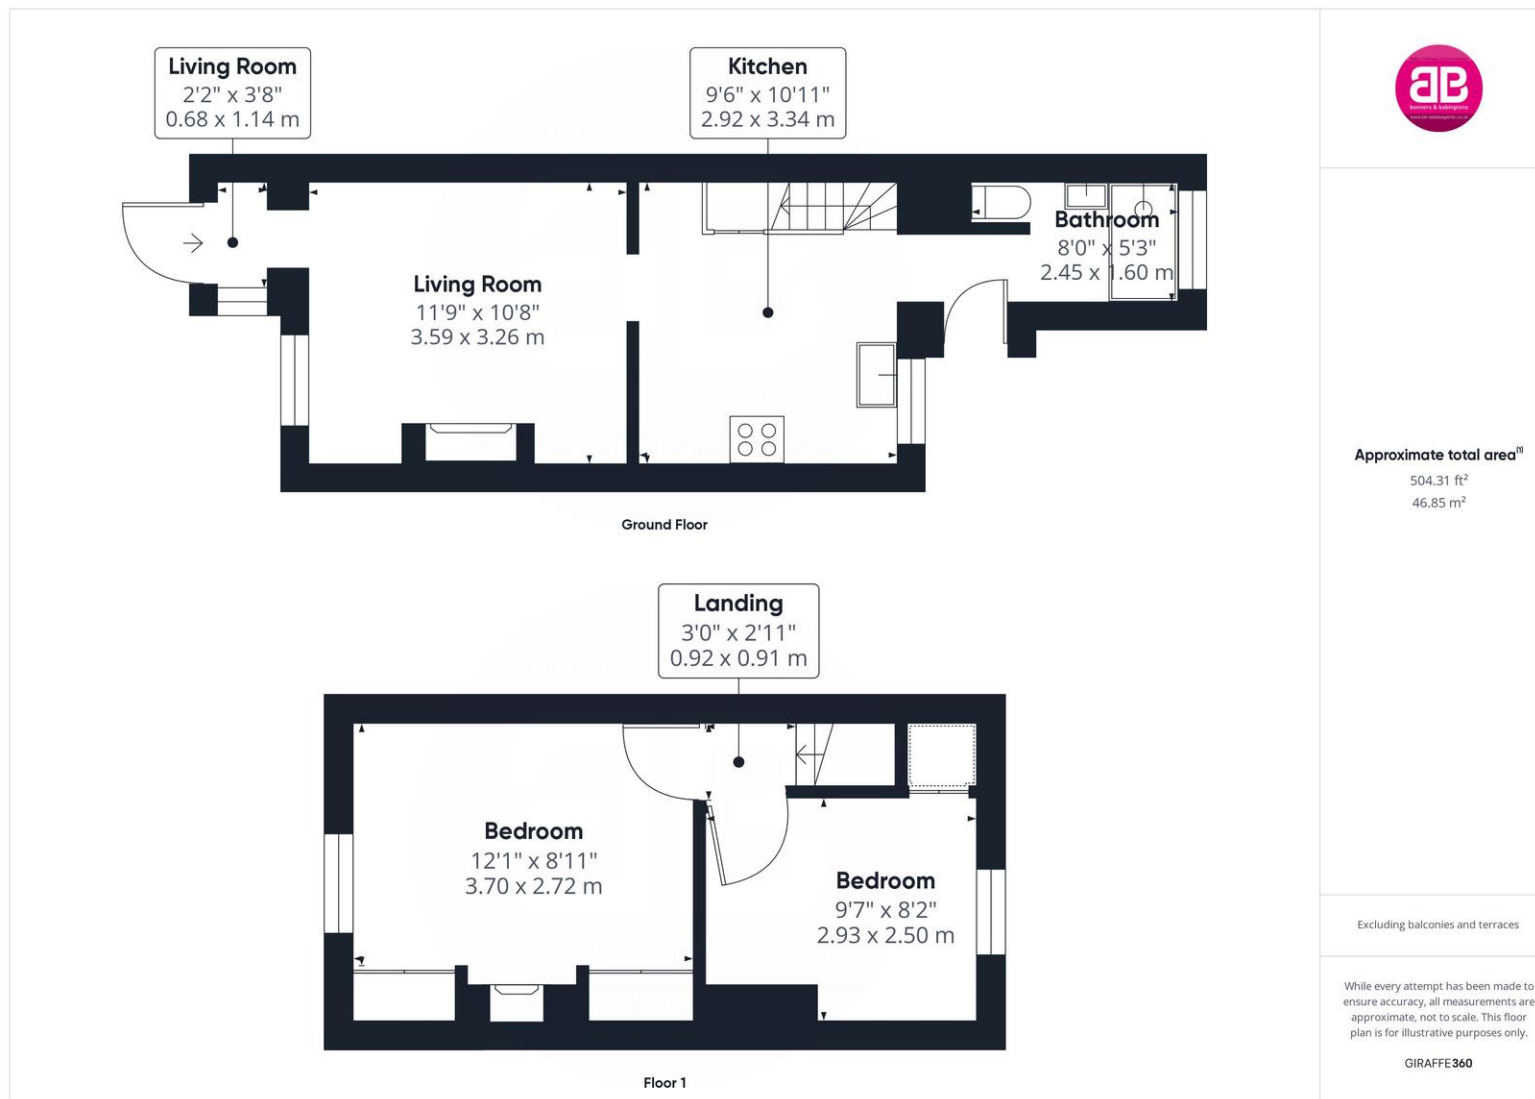 Living Room
2'2" x 3'8"
0.68 x 1.14 m
Kitchen
9'6" x 10'11"
2.92 x 3.34 m
Bathroom
8'0" x 5'3"
2.45 x 1.60 m
Living Room
11'9" x 10'8"
3.59 x 3.26 m
Ground Floor
Landing
3'0" x 2'11"
0.92 x 0.91 m
Bedroom
12'1" x 8'11"
3.70 x 2.72 m
Bedroom
9'7" x 8'2"
2.93 x 2.50 m
Floor 1
BB
bonners & babingtons
Approximate total area(1)
504.31 ft²
46.85 m²
Excluding balconies and terraces
While every attempt has been made to
ensure accuracy, all measurements are
approximate, not to scale. This floor
plan is for illustrative purposes only.
GIRAFFE360